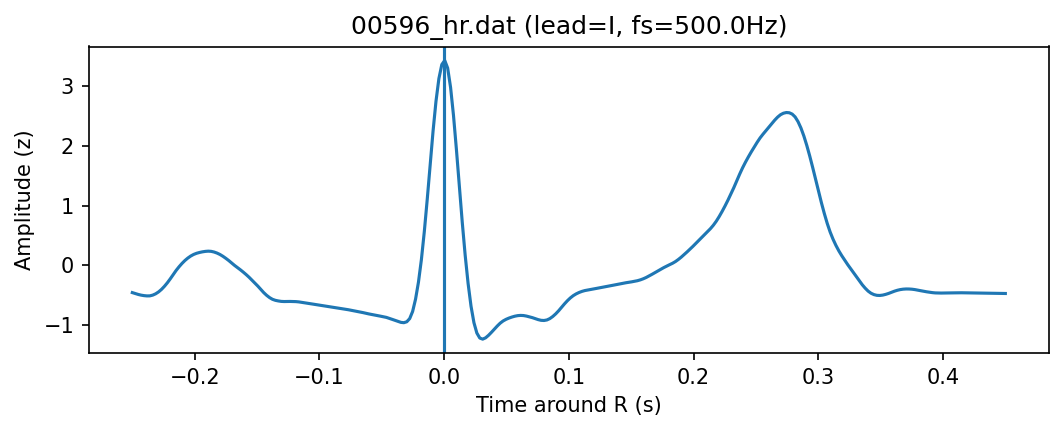 00596_hr.dat (lead=I, fs=500.0Hz)
Amplitude (z)
3
2
1
0
−1
−0.2 −0.1 0.0 0.1 0.2 0.3 0.4
Time around R (s)